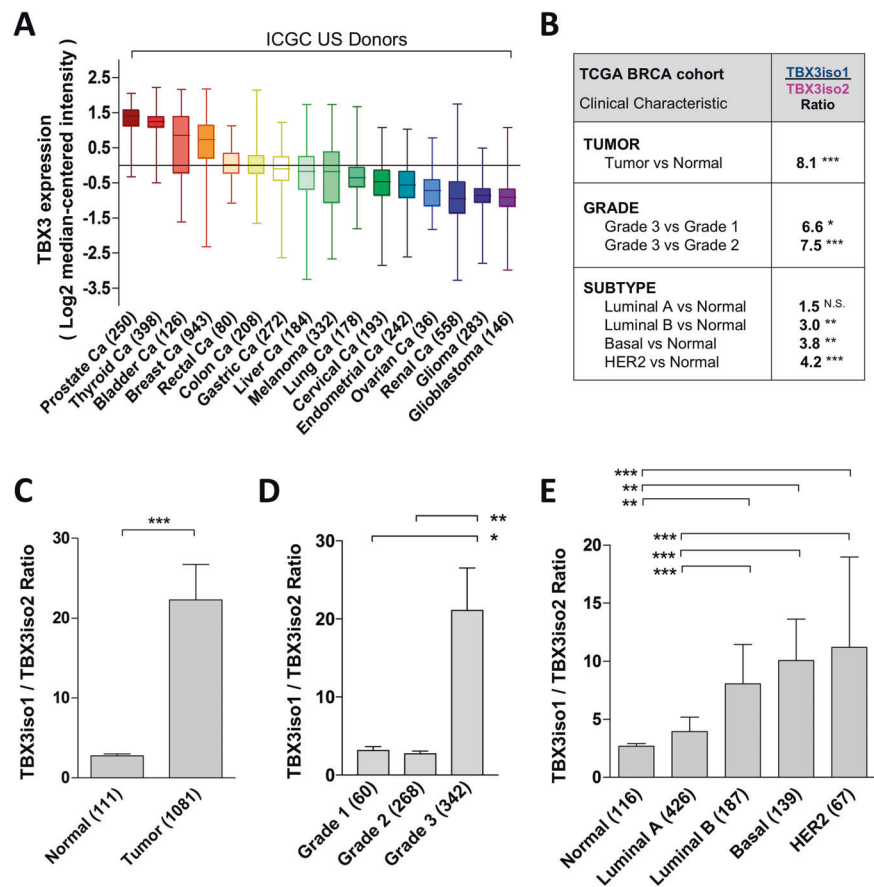 A
ICGC US Donors
TBX3 expression
( Log2 median-centered intensity )
2.5
1.5
0.5
-0.5
-1.5
-2.5
-3.5
Prostate Ca (250)
Thyroid Ca (398)
Bladder Ca (126)
Breast Ca (943)
Rectal Ca (80)
Colon Ca (208)
Gastric Ca (272)
Liver Ca (184)
Melanoma (332)
Lung Ca (178)
Cervical Ca (193)
Endometrial Ca (242)
Ovarian Ca (36)
Renal Ca (558)
Glioma (283)
Glioblastoma (146)
B
TCGA BRCA cohort
Clinical Characteristic
TBX3iso1
TBX3iso2
Ratio
TUMOR
Tumor vs Normal 8.1 ***
GRADE
Grade 3 vs Grade 1 6.6 *
Grade 3 vs Grade 2 7.5 ***
SUBTYPE
Luminal A vs Normal 1.5 N.S.
Luminal B vs Normal 3.0 **
Basal vs Normal 3.8 **
HER2 vs Normal 4.2 ***
C
***
TBX3iso1 / TBX3iso2 Ratio
30
20
10
0
Normal (111)
Tumor (1081)
D
**
*
TBX3iso1 / TBX3iso2 Ratio
30
20
10
0
Grade 1 (60)
Grade 2 (268)
Grade 3 (342)
E
***
**
**
***
***
***
TBX3iso1 / TBX3iso2 Ratio
20
15
10
5
0
Normal (116)
Luminal A (426)
Luminal B (187)
Basal (139)
HER2 (67)